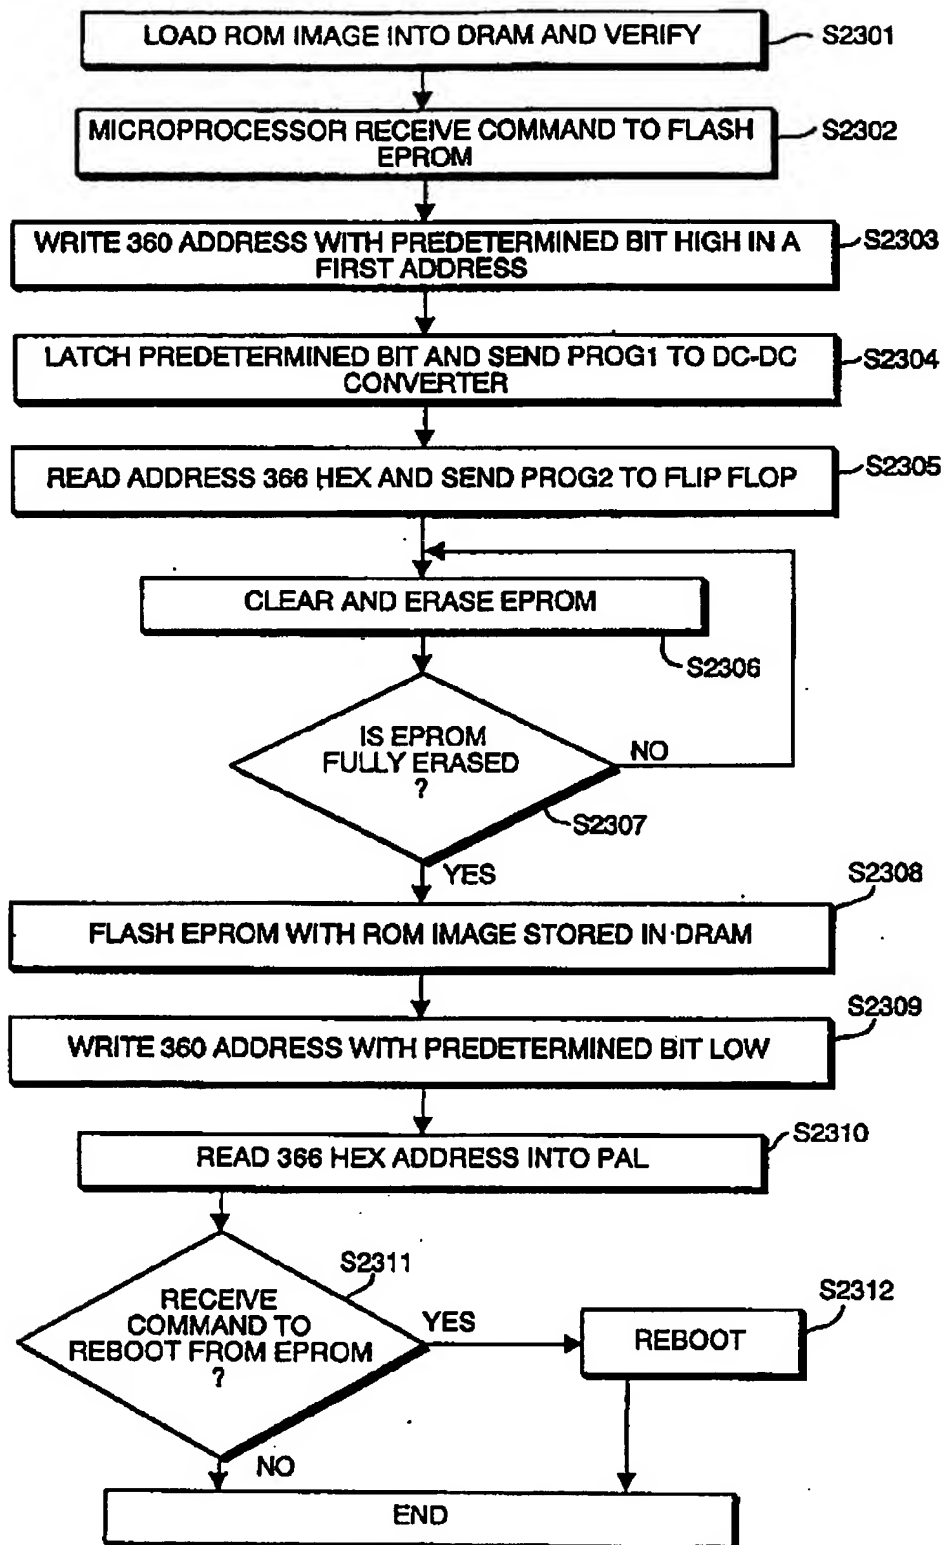 LOAD ROM IMAGE INTO DRAM AND VERIFY
S2301
MICROPROCESSOR RECEIVE COMMAND TO FLASH
EPROM
S2302
WRITE 360 ADDRESS WITH PREDETERMINED BIT HIGH IN A
FIRST ADDRESS
S2303
LATCH PREDETERMINED BIT AND SEND PROG1 TO DC-DC
CONVERTER
S2304
READ ADDRESS 366 HEX AND SEND PROG2 TO FLIP FLOP
S2305
CLEAR AND ERASE EPROM
S2306
IS EPROM
FULLY ERASED
?
NO
S2307
YES
S2308
FLASH EPROM WITH ROM IMAGE STORED IN DRAM
S2309
WRITE 360 ADDRESS WITH PREDETERMINED BIT LOW
S2310
READ 366 HEX ADDRESS INTO PAL
S2311
RECEIVE
COMMAND TO
REBOOT FROM EPROM
?
YES
S2312
REBOOT
NO
END